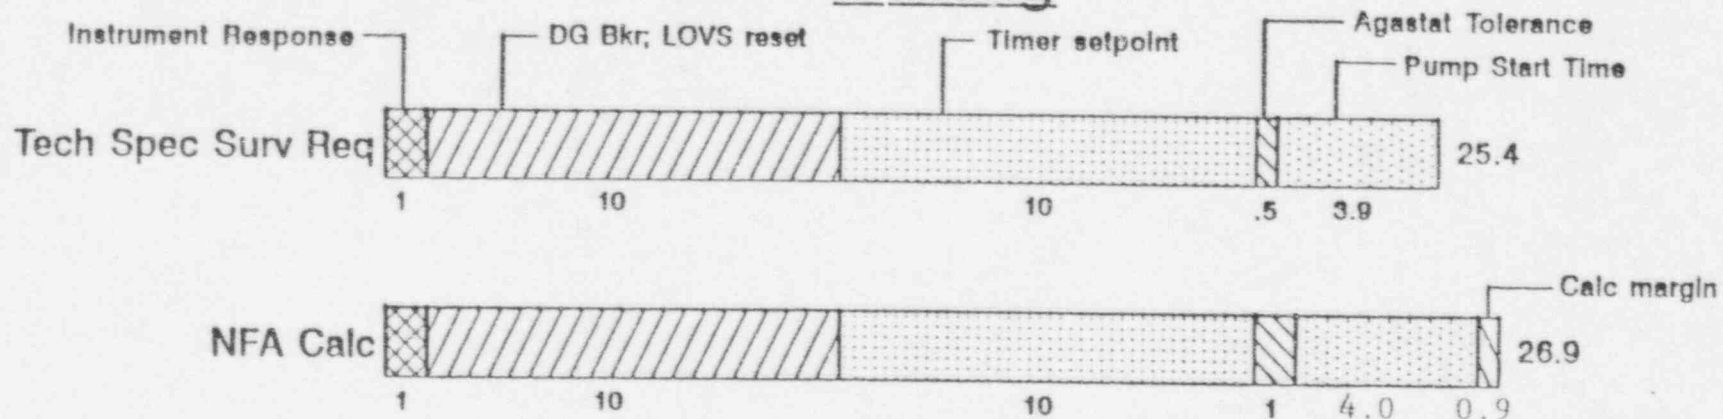 Instrument Response
DG Bkr; LOVS reset
Timer setpoint
Agastat Tolerance
Pump Start Time
Tech Spec Surv Req
25.4
1 10 10 .5 3.9
Calc margin
NFA Calc
26.9
1 10 10 1 4.0 0.9